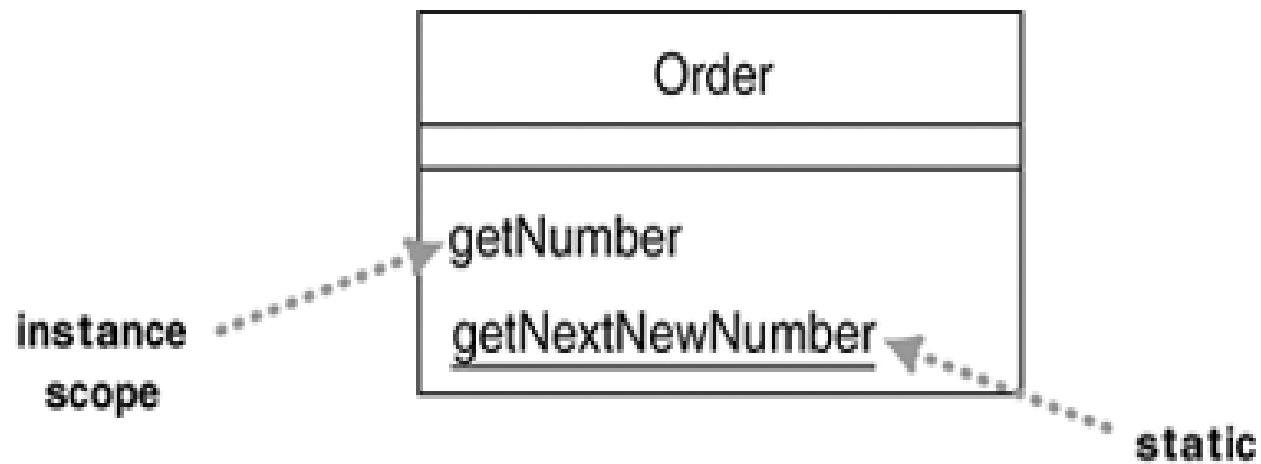 Order
getNumber
getNextNewNumber
instance
scope
static